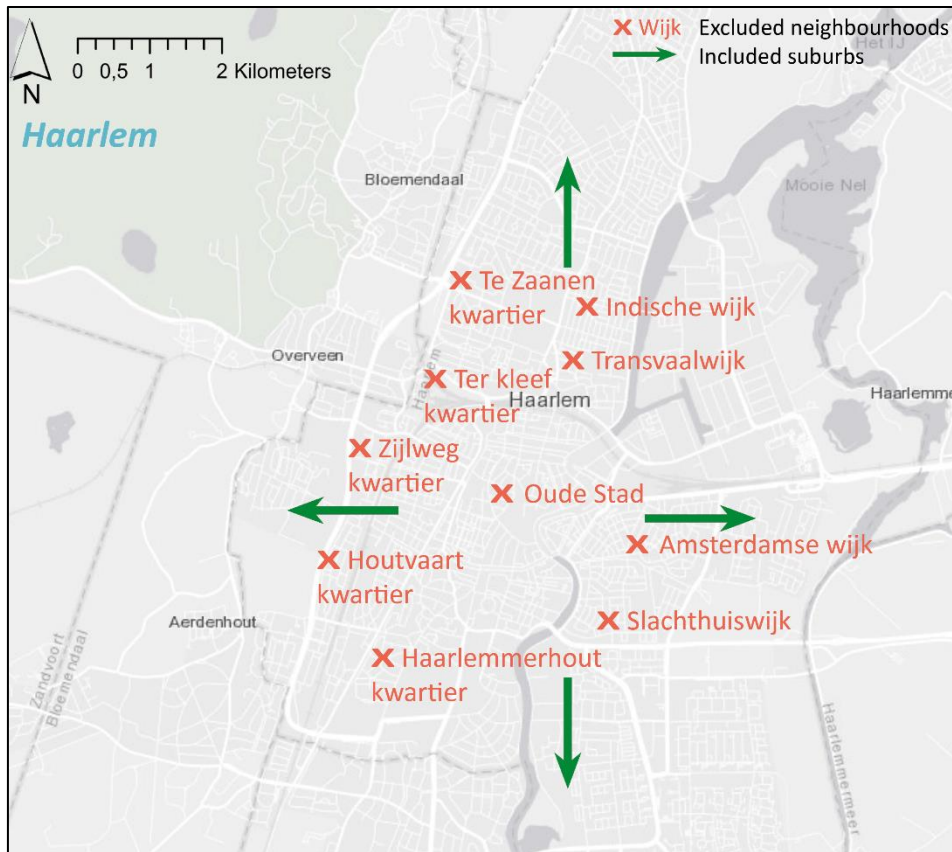 X Wijk Excluded neighbourhoods
Included suburbs
0 0,5 1 2 Kilometers
N
Haarlem
Het IJ
Bloemendaal
Mooie Nel
X Te Zaanen
kwartier
X Indische wijk
Overveen
X Transvaalwijk
Haarlem
X Ter kleef
kwartier
Haarlem
Haarlemme
X Zijlweg
kwartier
X Oude Stad
X Amsterdamse wijk
X Houtvaart
kwartier
Aerdenhout
X Slachthuiswijk
X Haarlemmerhout
kwartier
Zandvoort
Bloemendaal
Haarlemmermeer